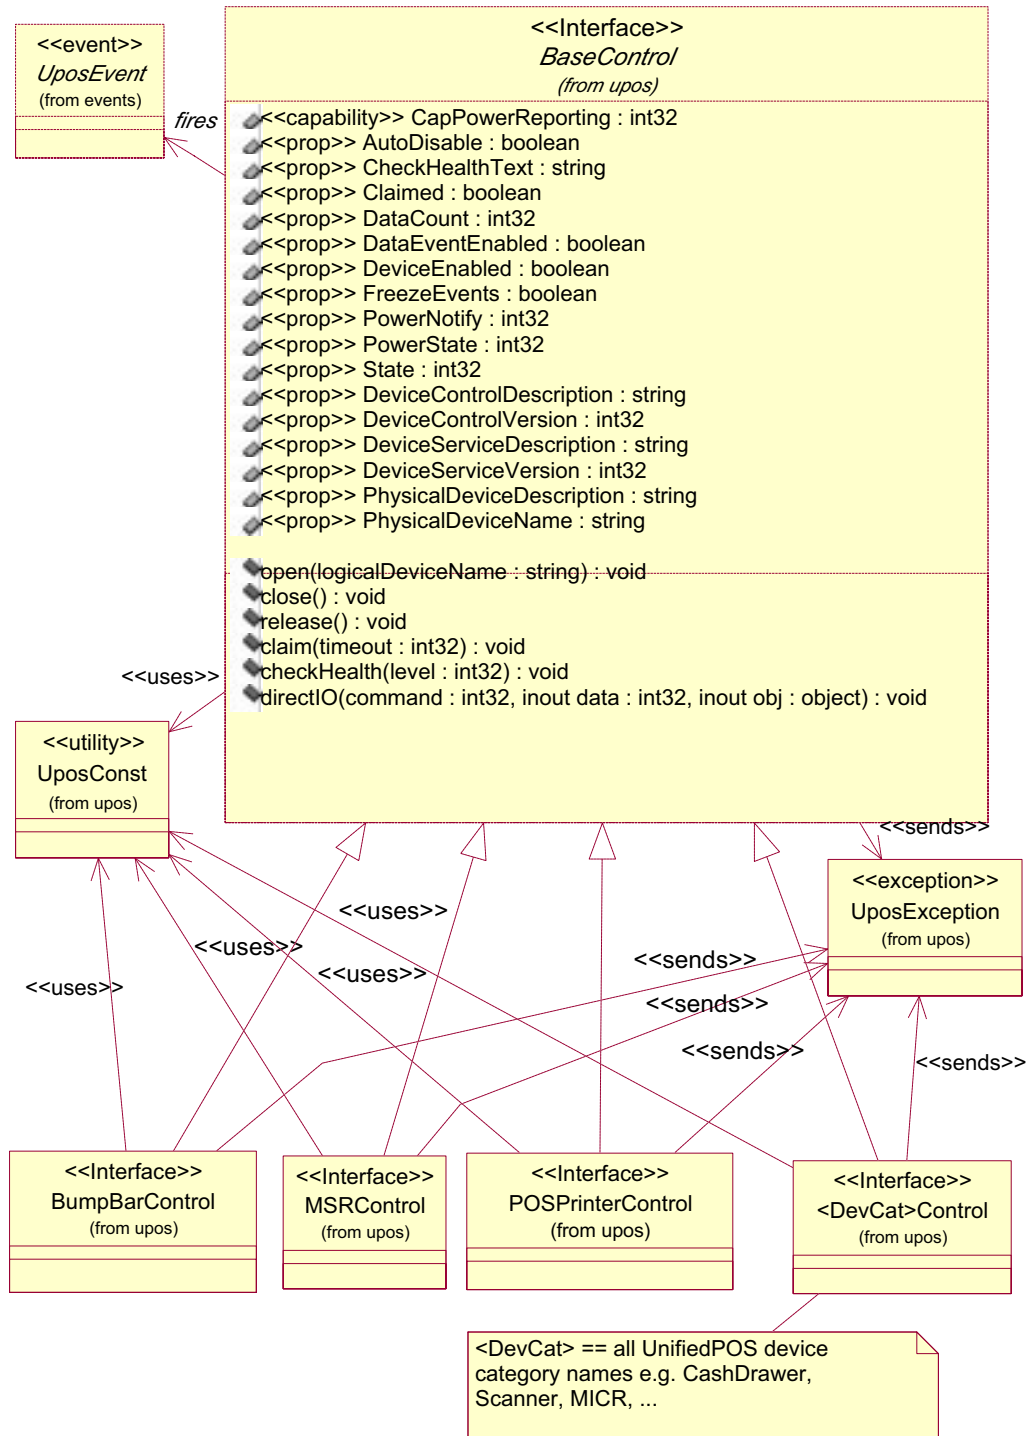 <<event>>
UposEvent
(from events)
fires
<<Interface>>
BaseControl
(from upos)
<<capability>> CapPowerReporting : int32
<<prop>> AutoDisable : boolean
<<prop>> CheckHealthText : string
<<prop>> Claimed : boolean
<<prop>> DataCount : int32
<<prop>> DataEventEnabled : boolean
<<prop>> DeviceEnabled : boolean
<<prop>> FreezeEvents : boolean
<<prop>> PowerNotify : int32
<<prop>> PowerState : int32
<<prop>> State : int32
<<prop>> DeviceControlDescription : string
<<prop>> DeviceControlVersion : int32
<<prop>> DeviceServiceDescription : string
<<prop>> DeviceServiceVersion : int32
<<prop>> PhysicalDeviceDescription : string
<<prop>> PhysicalDeviceName : string
open(logicalDeviceName : string) : void
close() : void
release() : void
claim(timeout : int32) : void
checkHealth(level : int32) : void
directIO(command : int32, inout data : int32, inout obj : object) : void
<<uses>>
<<utility>>
UposConst
(from upos)
<<sends>>
<<exception>>
UposException
(from upos)
<<uses>>
<<uses>>
<<uses>>
<<uses>>
<<sends>>
<<sends>>
<<sends>>
<<sends>>
<<Interface>>
BumpBarControl
(from upos)
<<Interface>>
MSRControl
(from upos)
<<Interface>>
POSPrinterControl
(from upos)
<<Interface>>
<DevCat>Control
(from upos)
<DevCat> == all UnifiedPOS device
category names e.g. CashDrawer,
Scanner, MICR, ...